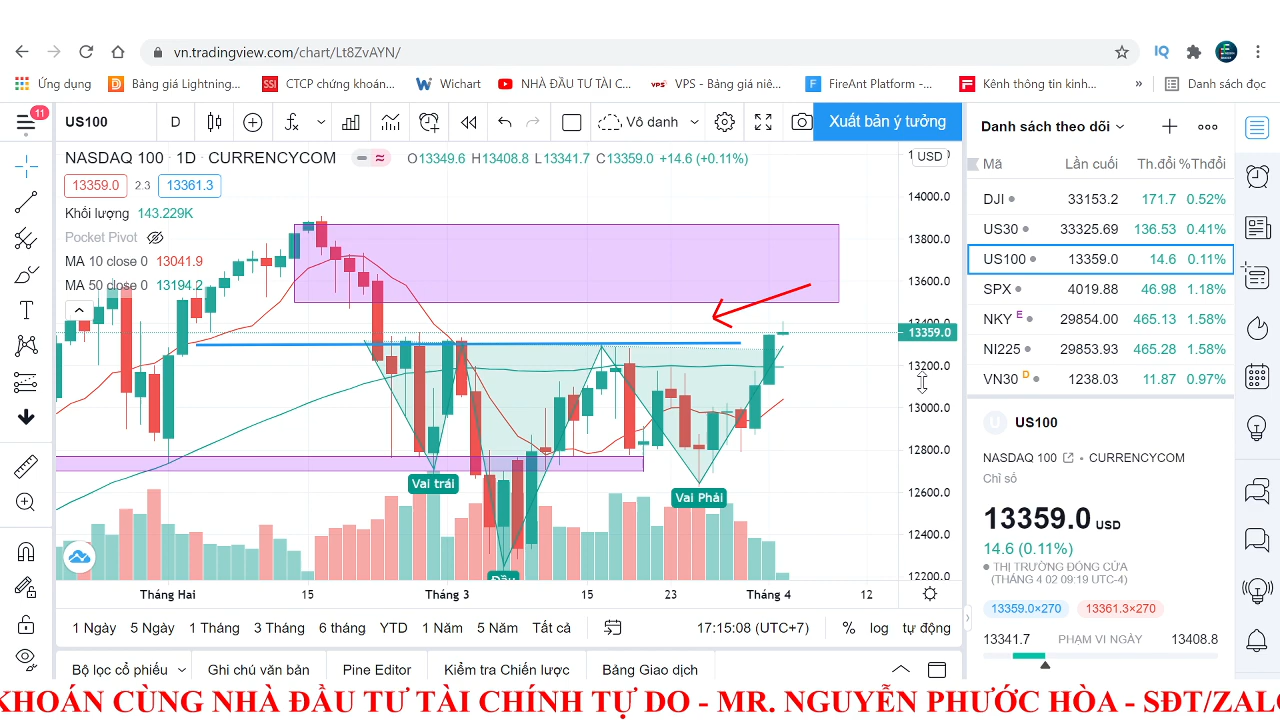 vn.tradingview.com/chart/Lt8ZvAYN/
Ứng dụng
Bảng giá Lightning...
SSI
CTCP chứng khoán...
Wichart
NHÀ ĐẦU TƯ TÀI C...
VPS - Bảng giá niê...
FireAnt Platform -...
Kênh thông tin kinh...
»
Danh sách đọc
11
US100
D
Vô danh
Xuất bản ý tưởng
NASDAQ 100 · 1D · CURRENCYCOM
O13349.6 H13408.8 L13341.7 C13359.0 +14.6 (+0.11%)
USD
13359.0
2.3
13361.3
Khối lượng 143.229K
Pocket Pivot
MA 10 close 0 13041.9
MA 50 close 0 13194.2
14000.0
13800.0
13600.0
13400.0
13359.0
13200.0
13000.0
12800.0
12600.0
12400.0
12200.0
Vai trái
Đầu
Vai Phải
Tháng Hai
15
Tháng 3
15
23
Tháng 4
12
1 Ngày
5 Ngày
1 Tháng
3 Tháng
6 tháng
YTD
1 Năm
5 Năm
Tất cả
17:15:08 (UTC+7)
%
log
tự động
Bộ lọc cổ phiếu
Ghi chú văn bản
Pine Editor
Kiểm tra Chiến lược
Bảng Giao dịch
Danh sách theo dõi
Mã Lần cuối Th.đổi %Thđổi
DJI 33153.2 171.7 0.52%
US30 33325.69 136.53 0.41%
US100 13359.0 14.6 0.11%
SPX 4019.88 46.98 1.18%
NKY E 29854.00 465.13 1.58%
NI225 29853.93 465.28 1.58%
VN30 D 1238.03 11.87 0.97%
U
US100
NASDAQ 100 • CURRENCYCOM
Chỉ số
13359.0 USD
14.6 (0.11%)
THỊ TRƯỜNG ĐÓNG CỬA
(THÁNG 4 02 09:19 UTC-4)
13359.0×270
13361.3×270
13341.7 PHẠM VI NGÀY 13408.8
KHOÁN CÙNG NHÀ ĐẦU TƯ TÀI CHÍNH TỰ DO - MR. NGUYỄN PHƯỚC HÒA - SĐT/ZALO